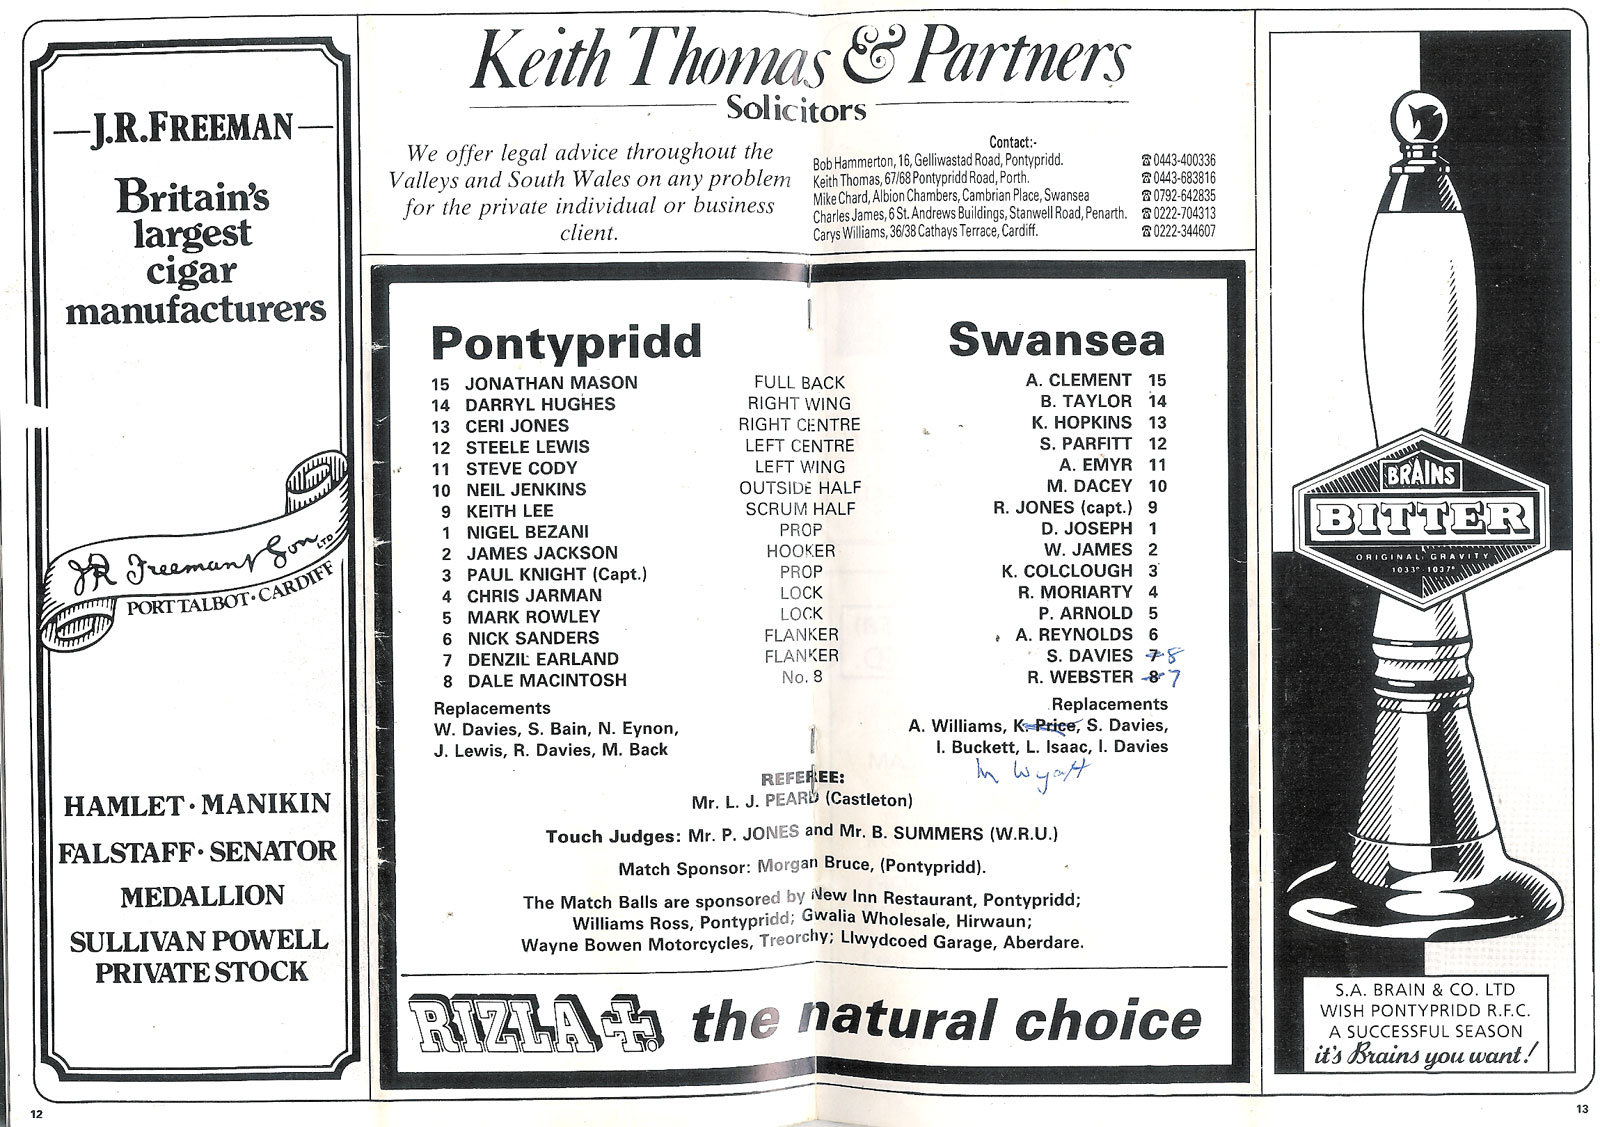 J.R.FREEMAN
Britain's
largest
cigar
manufacturers
JR Freeman & Son LTD
PORT TALBOT · CARDIFF
HAMLET · MANIKIN
FALSTAFF · SENATOR
MEDALLION
SULLIVAN POWELL
PRIVATE STOCK
12
Keith Thomas & Partners
Solicitors
We offer legal advice throughout the
Valleys and South Wales on any problem
for the private individual or business
client.
Contact:-
Bob Hammerton, 16, Gelliwastad Road, Pontypridd. ☎ 0443-400336
Keith Thomas, 67/68 Pontypridd Road, Porth. ☎ 0443-683816
Mike Chard, Albion Chambers, Cambrian Place, Swansea ☎ 0792-642835
Charles James, 6 St. Andrews Buildings, Stanwell Road, Penarth. ☎ 0222-704313
Carys Williams, 36/38 Cathays Terrace, Cardiff. ☎ 0222-344607
Pontypridd Swansea
15 JONATHAN MASON FULL BACK A. CLEMENT 15
14 DARRYL HUGHES RIGHT WING B. TAYLOR 14
13 CERI JONES RIGHT CENTRE K. HOPKINS 13
12 STEELE LEWIS LEFT CENTRE S. PARFITT 12
11 STEVE CODY LEFT WING A. EMYR 11
10 NEIL JENKINS OUTSIDE HALF M. DACEY 10
9 KEITH LEE SCRUM HALF R. JONES (capt.) 9
1 NIGEL BEZANI PROP D. JOSEPH 1
2 JAMES JACKSON HOOKER W. JAMES 2
3 PAUL KNIGHT (Capt.) PROP K. COLCLOUGH 3
4 CHRIS JARMAN LOCK R. MORIARTY 4
5 MARK ROWLEY LOCK P. ARNOLD 5
6 NICK SANDERS FLANKER A. REYNOLDS 6
7 DENZIL EARLAND FLANKER S. DAVIES 7 8
8 DALE MACINTOSH No. 8 R. WEBSTER 8 7
Replacements Replacements
W. Davies, S. Bain, N. Eynon, A. Williams, K. Price, S. Davies,
J. Lewis, R. Davies, M. Back I. Buckett, L. Isaac, I. Davies
M Wyatt
REFEREE:
Mr. L. J. PEARD (Castleton)
Touch Judges: Mr. P. JONES and Mr. B. SUMMERS (W.R.U.)
Match Sponsor: Morgan Bruce, (Pontypridd).
The Match Balls are sponsored by New Inn Restaurant, Pontypridd;
Williams Ross, Pontypridd; Gwalia Wholesale, Hirwaun;
Wayne Bowen Motorcycles, Treorchy; Llwydcoed Garage, Aberdare.
RIZLA+. the natural choice
BRAINS
BITTER
ORIGINAL GRAVITY
1033° - 1037°
S.A. BRAIN & CO. LTD
WISH PONTYPRIDD R.F.C.
A SUCCESSFUL SEASON
it's Brains you want!
13